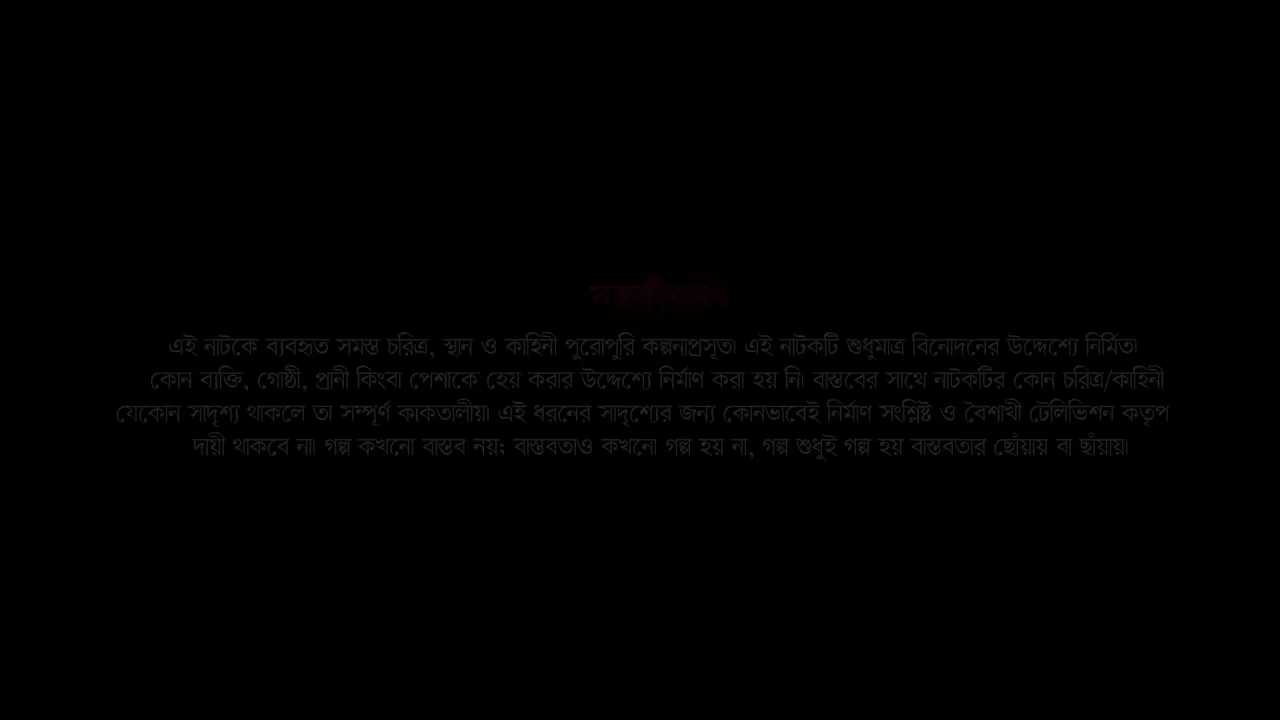 এই নাটকে ব্যবহৃত সমস্ত চরিত্র, স্থান ও কাহিনী পুরোপুরি কল্পনাপ্রসূত। এই নাটকটি শুধুমাত্র বিনোদনের উদ্দেশ্যে নির্মিত।
কোন ব্যক্তি, গোষ্ঠী, প্রানী কিংবা পেশাকে হেয় করার উদ্দেশ্যে নির্মাণ করা হয় নি। বাস্তবের সাথে নাটকটির কোন চরিত্র/কাহিনী
যেকোন সাদৃশ্য থাকলে তা সম্পূর্ণ কাকতালীয়। এই ধরনের সাদৃশ্যের জন্য কোনভাবেই নির্মাণ সংশ্লিষ্ট ও বৈশাখী টেলিভিশন কতৃপ
দায়ী থাকবে না। গল্প কখনো বাস্তব নয়; বাস্তবতাও কখনো গল্প হয় না, গল্প শুধুই গল্প হয় বাস্তবতার ছোঁয়ায় বা ছাঁয়ায়।